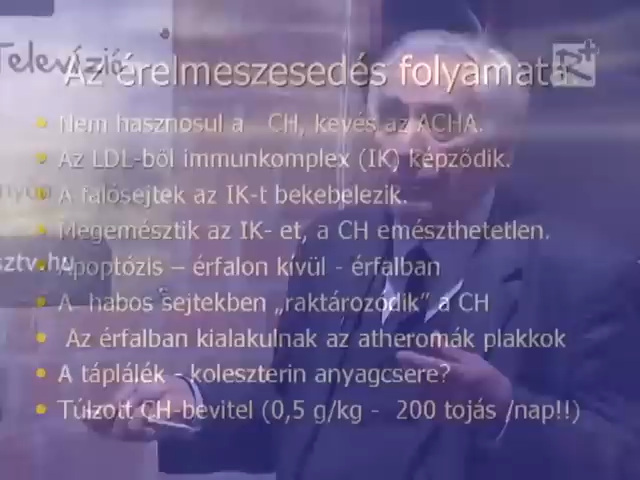 Televízió
R+
Az érelmeszesedés folyamata
• Nem hasznosul a CH, kevés az ACHA.
• Az LDL-ből immunkomplex (IK) képződik.
• A falósejtek az IK-t bekebelezik.
• Megemésztik az IK- et, a CH emészthetetlen.
sztv.hu
• Apoptózis – érfalon kívül - érfalban
• A habos sejtekben „raktározódik” a CH
• Az érfalban kialakulnak az atheromák plakkok
• A táplálék - koleszterin anyagcsere?
• Túlzott CH-bevitel (0,5 g/kg - 200 tojás /nap!!)